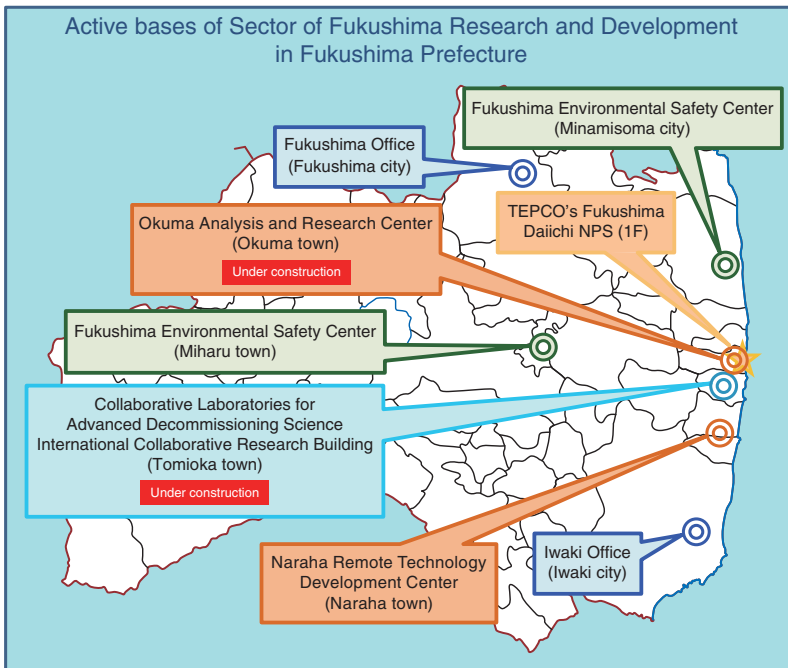 Active bases of Sector of Fukushima Research and Development
in Fukushima Prefecture
Fukushima Environmental Safety Center
(Minamisoma city)
Fukushima Office
(Fukushima city)
TEPCO's Fukushima
Daiichi NPS (1F)
Okuma Analysis and Research Center
(Okuma town)
Under construction
Fukushima Environmental Safety Center
(Miharu town)
Collaborative Laboratories for
Advanced Decommissioning Science
International Collaborative Research Building
(Tomioka town)
Under construction
Naraha Remote Technology
Development Center
(Naraha town)
Iwaki Office
(Iwaki city)